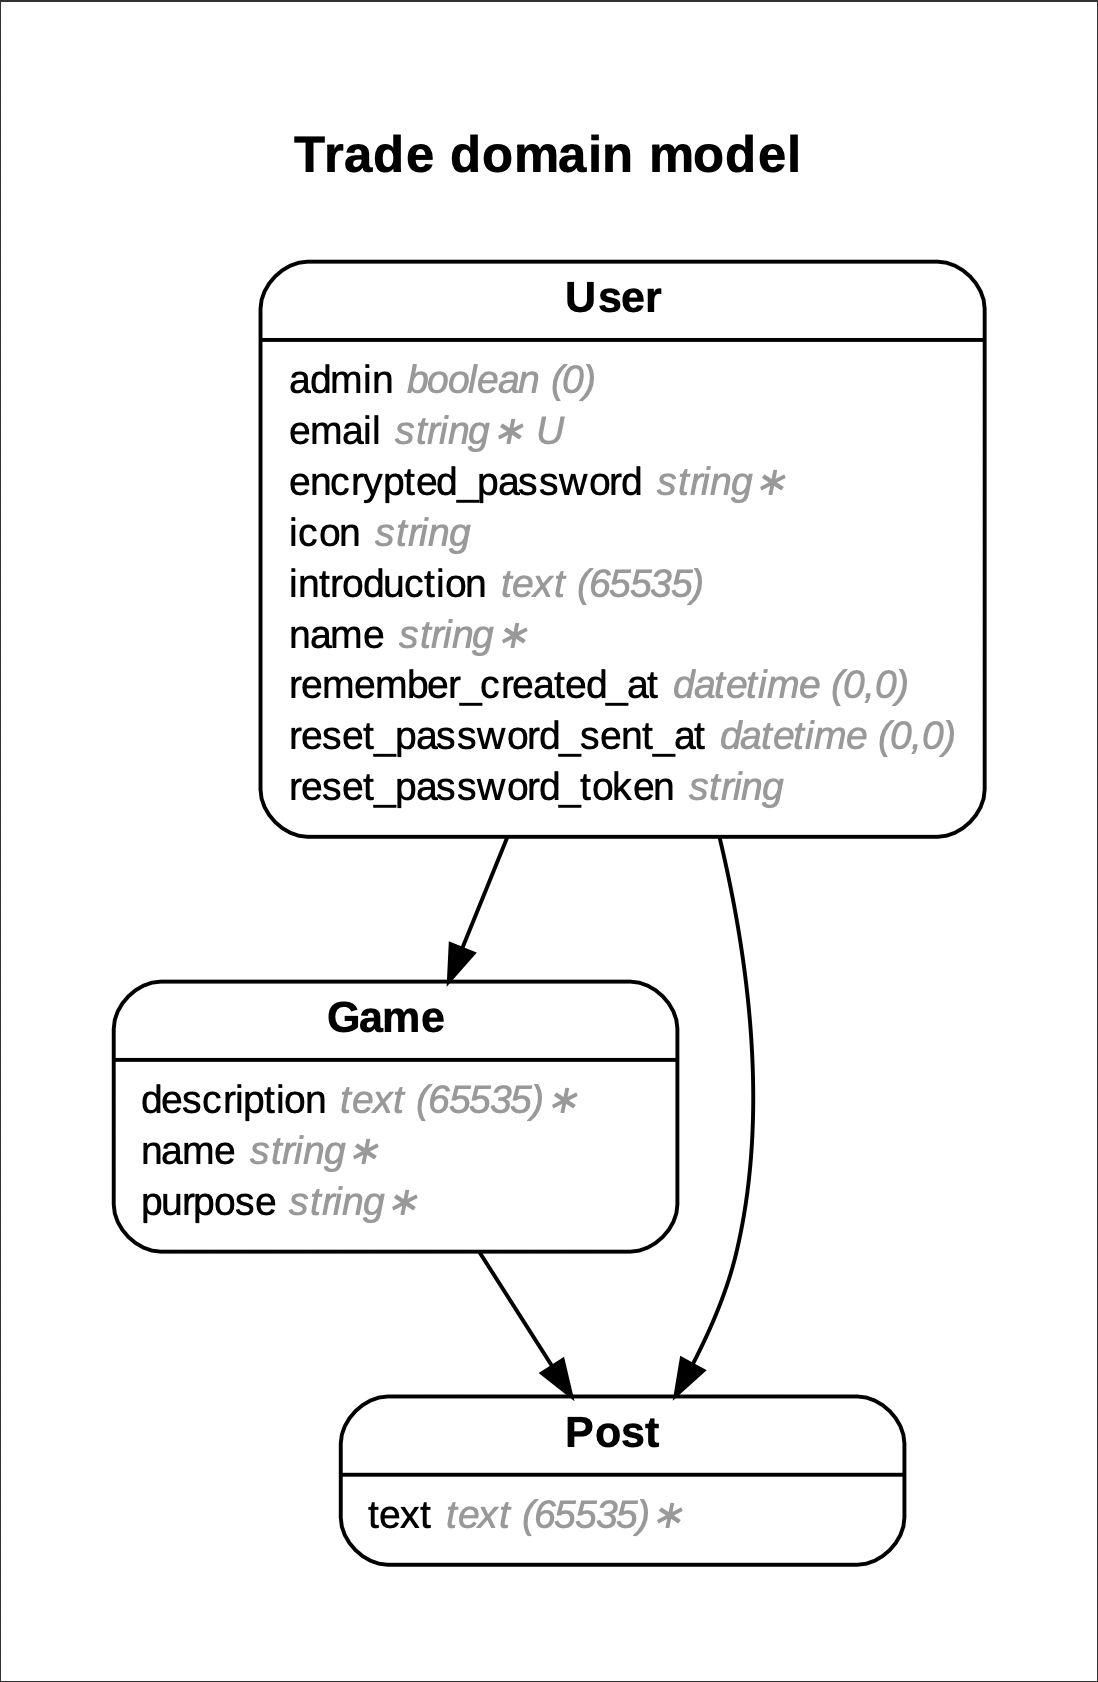 Trade domain model
User
admin boolean (0)
email string∗ U
encrypted_password string∗
icon string
introduction text (65535)
name string∗
remember_created_at datetime (0,0)
reset_password_sent_at datetime (0,0)
reset_password_token string
Game
description text (65535)∗
name string∗
purpose string∗
Post
text text (65535)∗